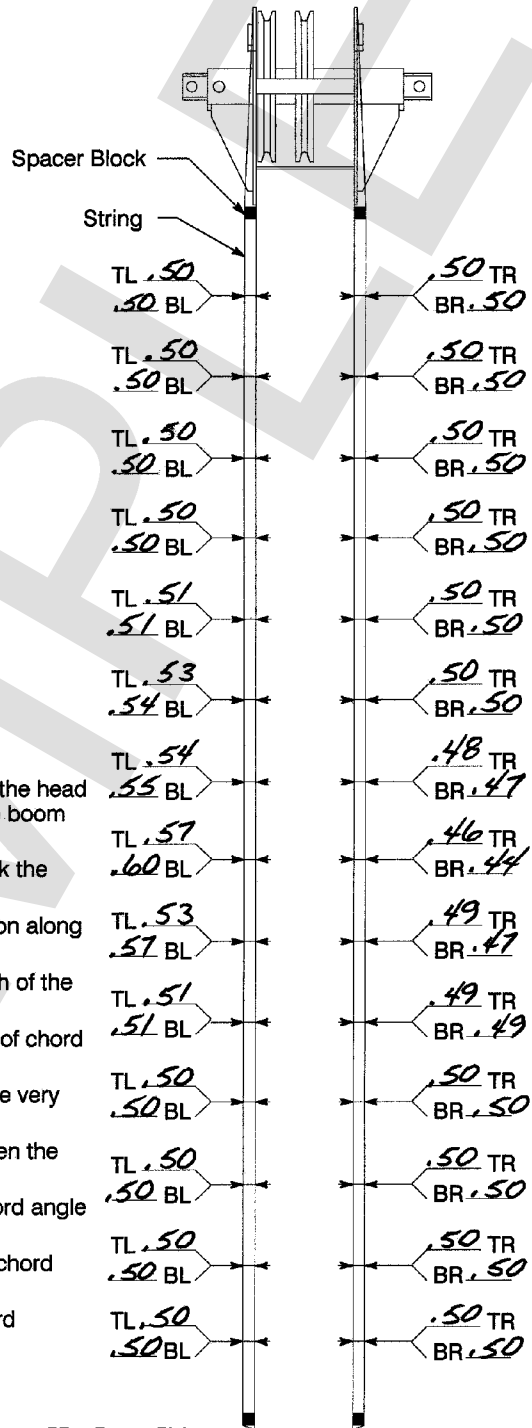 Spacer Block
String
TL .50 .50 TR
.50 BL BR .50
TL .50 .50 TR
.50 BL BR .50
TL .50 .50 TR
.50 BL BR .50
TL .50 .50 TR
.50 BL BR .50
TL .51 .50 TR
.51 BL BR .50
TL .53 .50 TR
.54 BL BR .50
TL .54 .48 TR
.55 BL BR .47
TL .57 .46 TR
.60 BL BR .44
TL .53 .49 TR
.57 BL BR .47
TL .51 .49 TR
.51 BL BR .49
TL .50 .50 TR
.50 BL BR .50
TL .50 .50 TR
.50 BL BR .50
TL .50 .50 TR
.50 BL BR .50
TL .50 .50 TR
.50 BL BR .50
the head
boom
the
along
of the
of chord
very
the
angle
chord